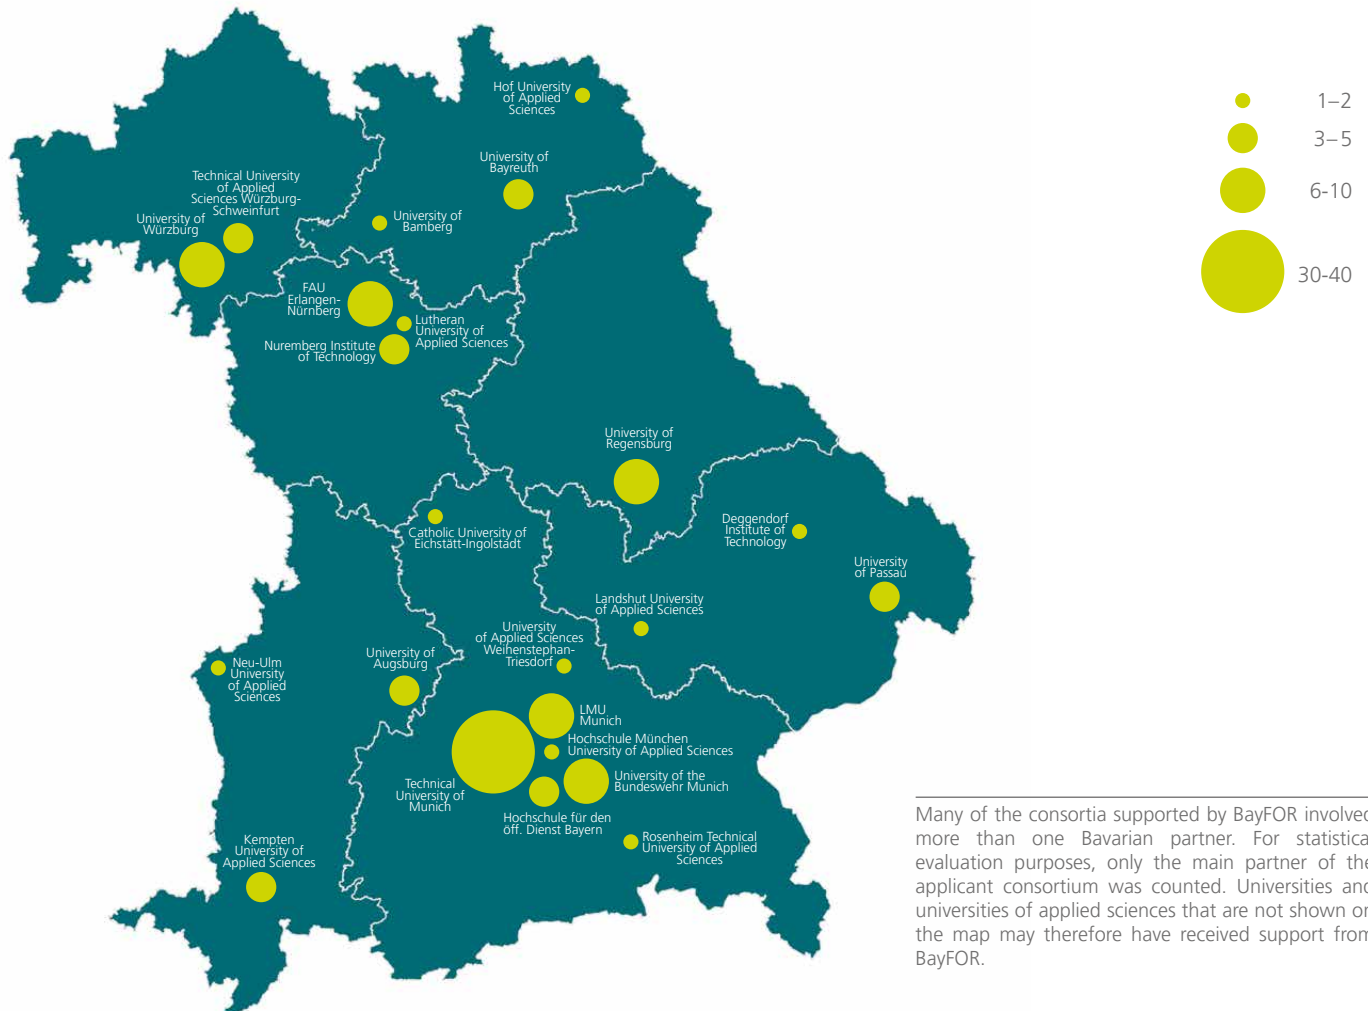 Hof University
of Applied
Sciences
1–2
3–5
6-10
30-40
University of
Bayreuth
Technical University
of Applied
Sciences Würzburg-
Schweinfurt
University of
Würzburg
University of
Bamberg
FAU
Erlangen-
Nürnberg
Lutheran
University of
Applied Sciences
Nuremberg Institute
of Technology
University of
Regensburg
Catholic University of
Eichstätt-Ingolstadt
Deggendorf
Institute of
Technology
University
of Passau
Landshut University
of Applied Sciences
University
of Applied Sciences
Weihenstephan-
Triesdorf
Neu-Ulm
University
of Applied
Sciences
University of
Augsburg
LMU
Munich
Hochschule München
University of Applied Sciences
Technical
University of
Munich
University of the
Bundeswehr Munich
Hochschule für den
öff. Dienst Bayern
Rosenheim Technical
University of Applied
Sciences
Kempten
University of
Applied Sciences
Many of the consortia supported by BayFOR involved
more than one Bavarian partner. For statistical
evaluation purposes, only the main partner of the
applicant consortium was counted. Universities and
universities of applied sciences that are not shown on
the map may therefore have received support from
BayFOR.